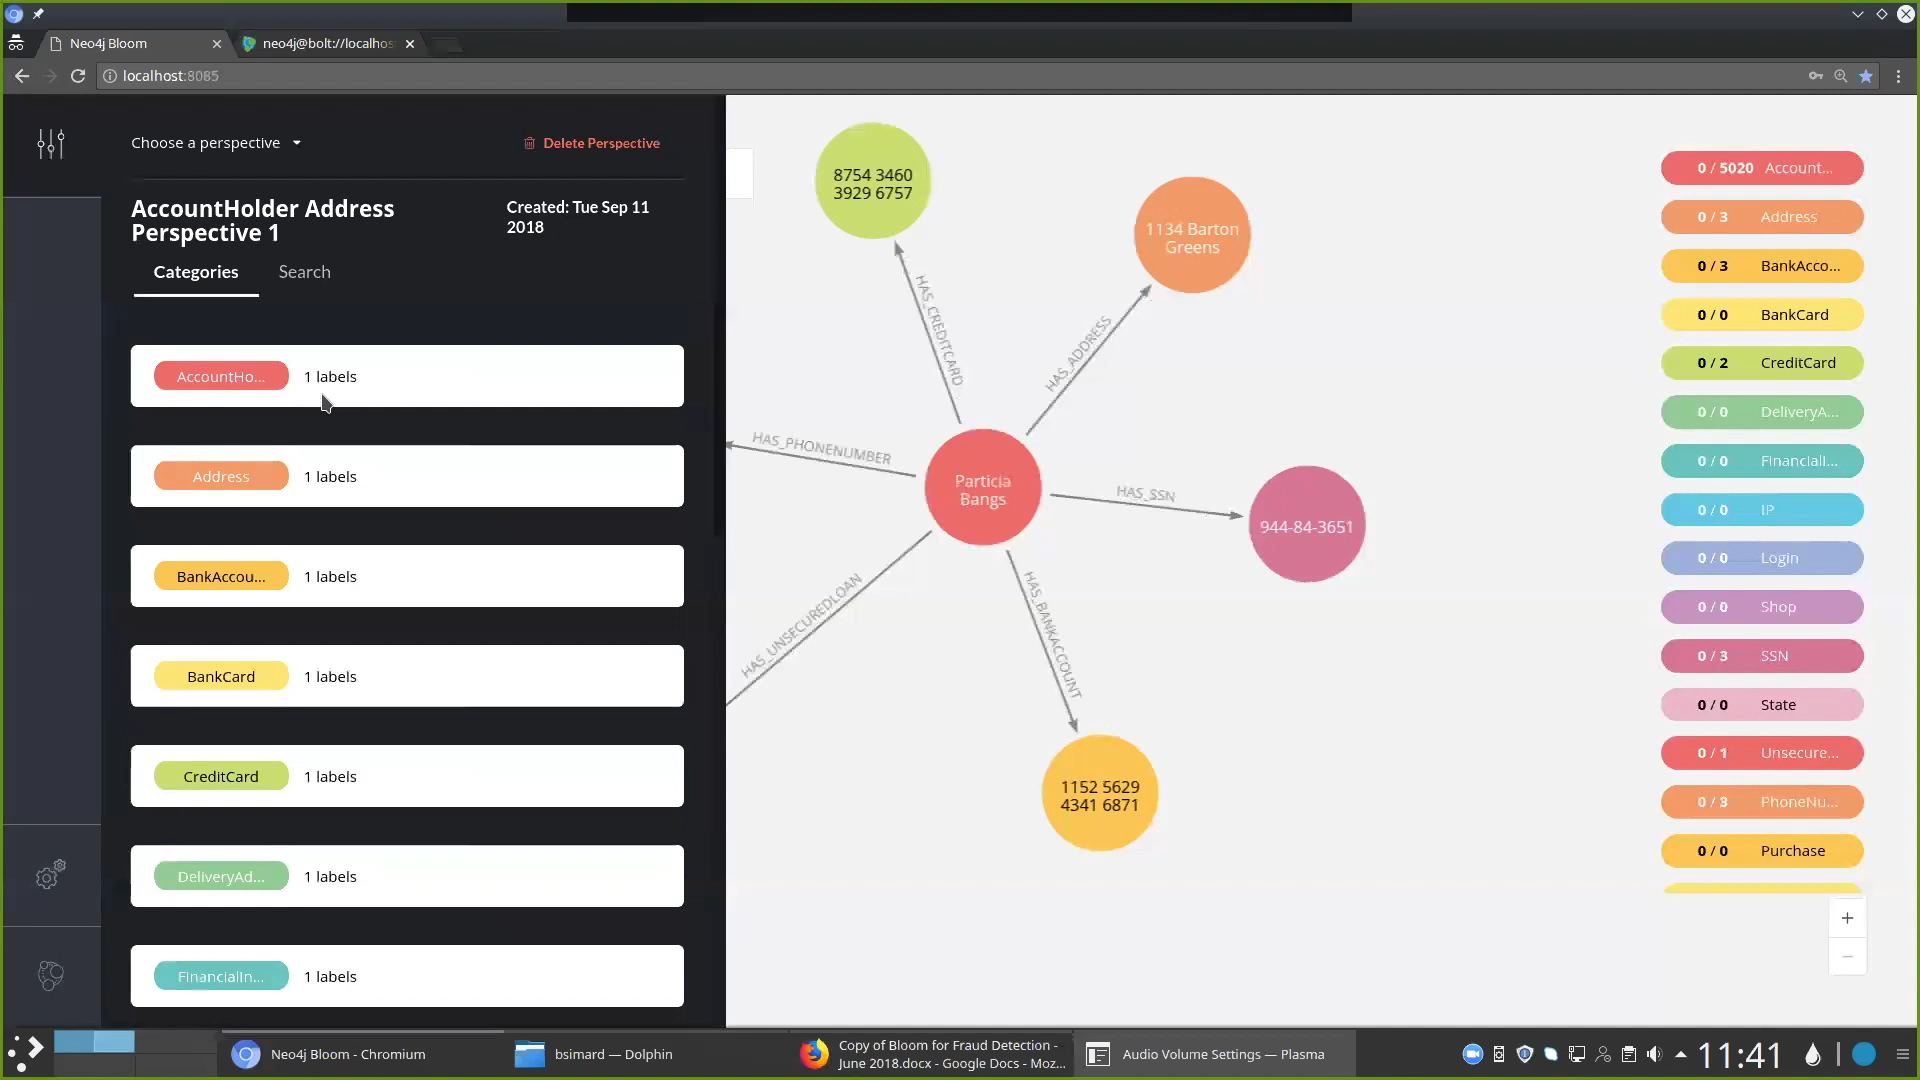 Neo4j Bloom
neo4j@bolt://localhos
localhost:8085
Choose a perspective
Delete Perspective
AccountHolder Address
Perspective 1
Created: Tue Sep 11
2018
Categories
Search
AccountHo... 1 labels
Address 1 labels
BankAccou... 1 labels
BankCard 1 labels
CreditCard 1 labels
DeliveryAd... 1 labels
FinancialIn... 1 labels
8754 3460
3929 6757
1134 Barton
Greens
HAS_CREDITCARD
HAS_ADDRESS
HAS_PHONENUMBER
Particia
Bangs
HAS_SSN
944-84-3651
HAS_UNSECUREDLOAN
HAS_BANKACCOUNT
1152 5629
4341 6871
0 / 5020 Account...
0 / 3 Address
0 / 3 BankAcco...
0 / 0 BankCard
0 / 2 CreditCard
0 / 0 DeliveryA...
0 / 0 FinancialI...
0 / 0 IP
0 / 0 Login
0 / 0 Shop
0 / 3 SSN
0 / 0 State
0 / 1 Unsecure...
0 / 3 PhoneNu...
0 / 0 Purchase
Neo4j Bloom - Chromium
bsimard — Dolphin
Copy of Bloom for Fraud Detection -
June 2018.docx - Google Docs - Moz...
Audio Volume Settings — Plasma
11:41